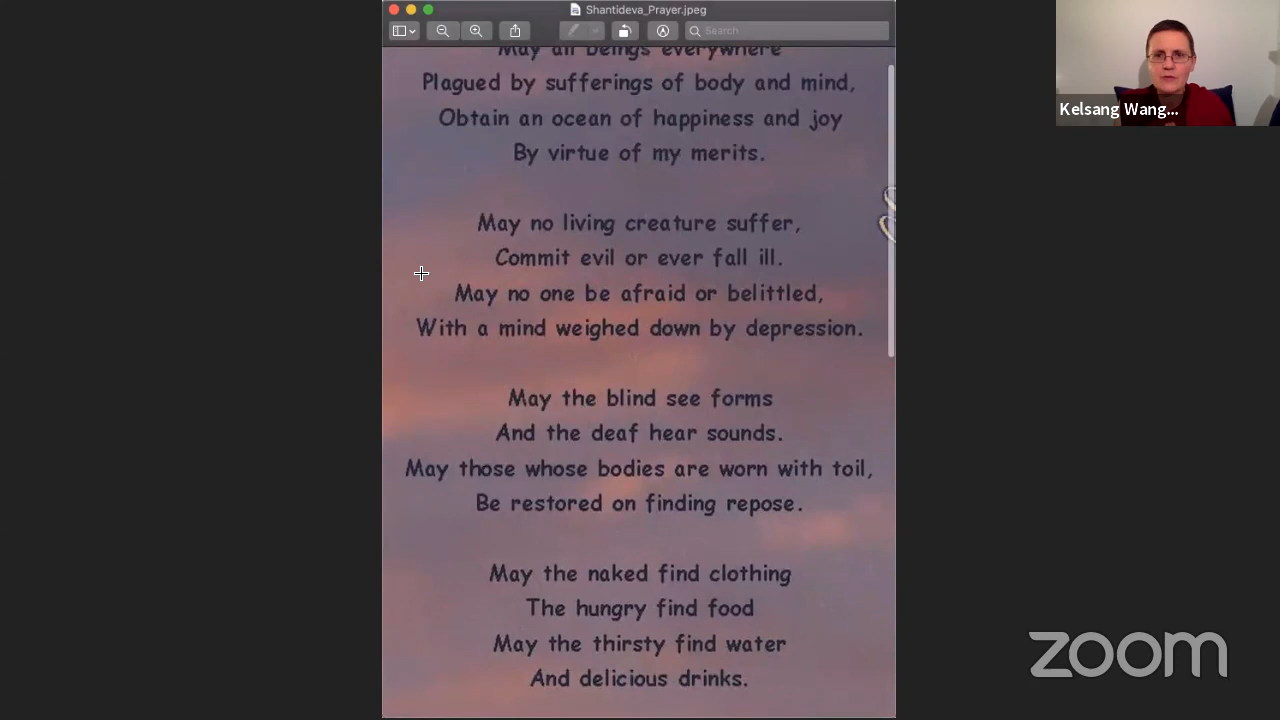 Shantideva_Prayer.jpeg
Search
May all beings everywhere
Plagued by sufferings of body and mind,
Obtain an ocean of happiness and joy
By virtue of my merits.
May no living creature suffer,
Commit evil or ever fall ill.
May no one be afraid or belittled,
With a mind weighed down by depression.
May the blind see forms
And the deaf hear sounds.
May those whose bodies are worn with toil,
Be restored on finding repose.
May the naked find clothing
The hungry find food
May the thirsty find water
And delicious drinks.
Kelsang Wang...
zoom